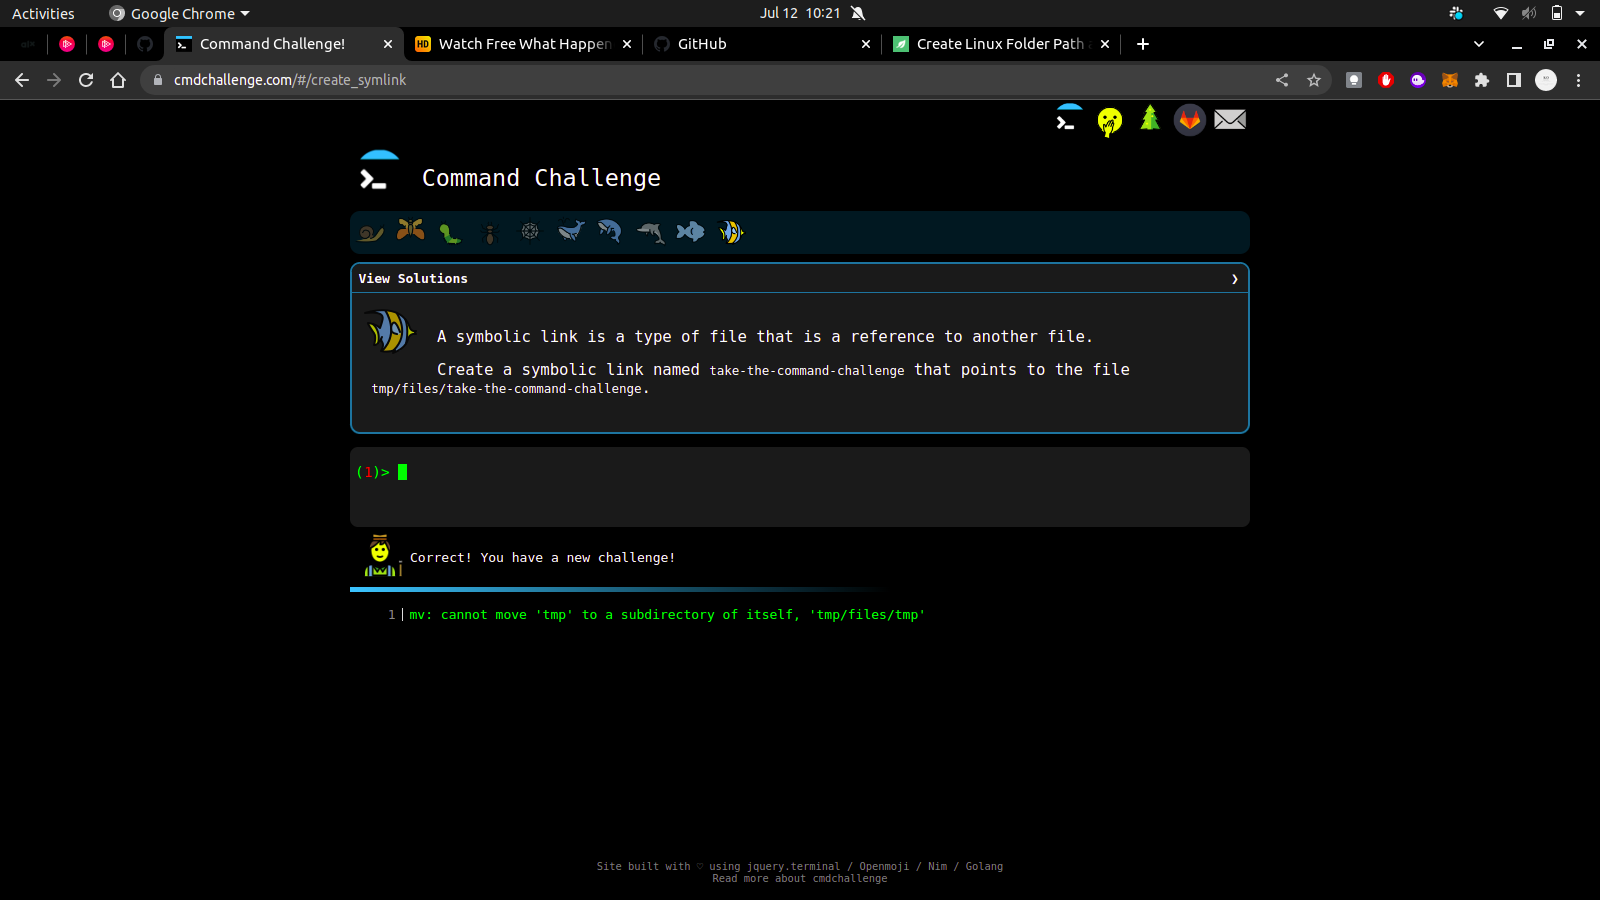 Activities
Google Chrome
Jul 12 10:21
Command Challenge!
HD Watch Free What Happen
GitHub
Create Linux Folder Path
cmdchallenge.com/#/create_symlink
Command Challenge
View Solutions
A symbolic link is a type of file that is a reference to another file.
Create a symbolic link named take-the-command-challenge that points to the file
tmp/files/take-the-command-challenge.
(1)>
Correct! You have a new challenge!
1 mv: cannot move 'tmp' to a subdirectory of itself, 'tmp/files/tmp'
Site built with ♡ using jquery.terminal / Openmoji / Nim / Golang
Read more about cmdchallenge